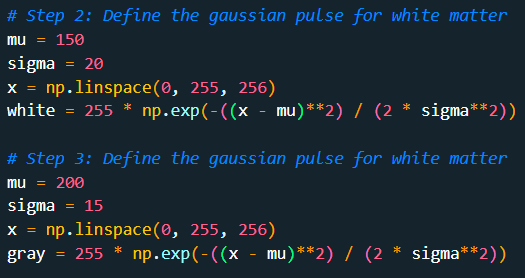 # Step 2: Define the gaussian pulse for white matter
mu = 150
sigma = 20
x = np.linspace(0, 255, 256)
white = 255 * np.exp(-((x - mu)**2) / (2 * sigma**2))
# Step 3: Define the gaussian pulse for white matter
mu = 200
sigma = 15
x = np.linspace(0, 255, 256)
gray = 255 * np.exp(-((x - mu)**2) / (2 * sigma**2))